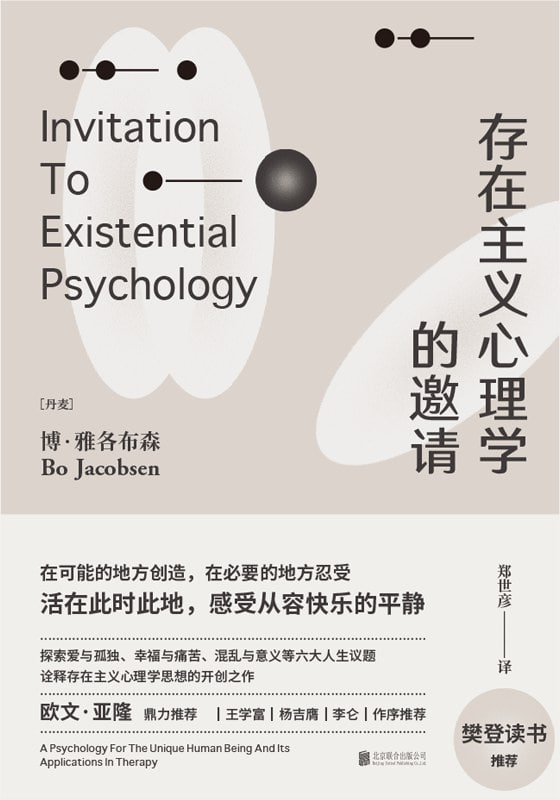 Invitation
To
Existential
Psychology
存在主义心理学
的邀请
[丹麦]
博·雅各布森
Bo Jacobsen
在可能的地方创造，在必要的地方忍受
活在此时此地，感受从容快乐的平静
探索爱与孤独、幸福与痛苦、混乱与意义等六大人生议题
诠释存在主义心理学思想的开创之作
欧文·亚隆 鼎力推荐 | 王学富 | 杨吉膺 | 李仑 | 作序推荐
A Psychology For The Unique Human Being And Its
Applications In Therapy
北京联合出版公司
Beijing United Publishing Co.,Ltd.
郑世彦——译
樊登读书
推荐